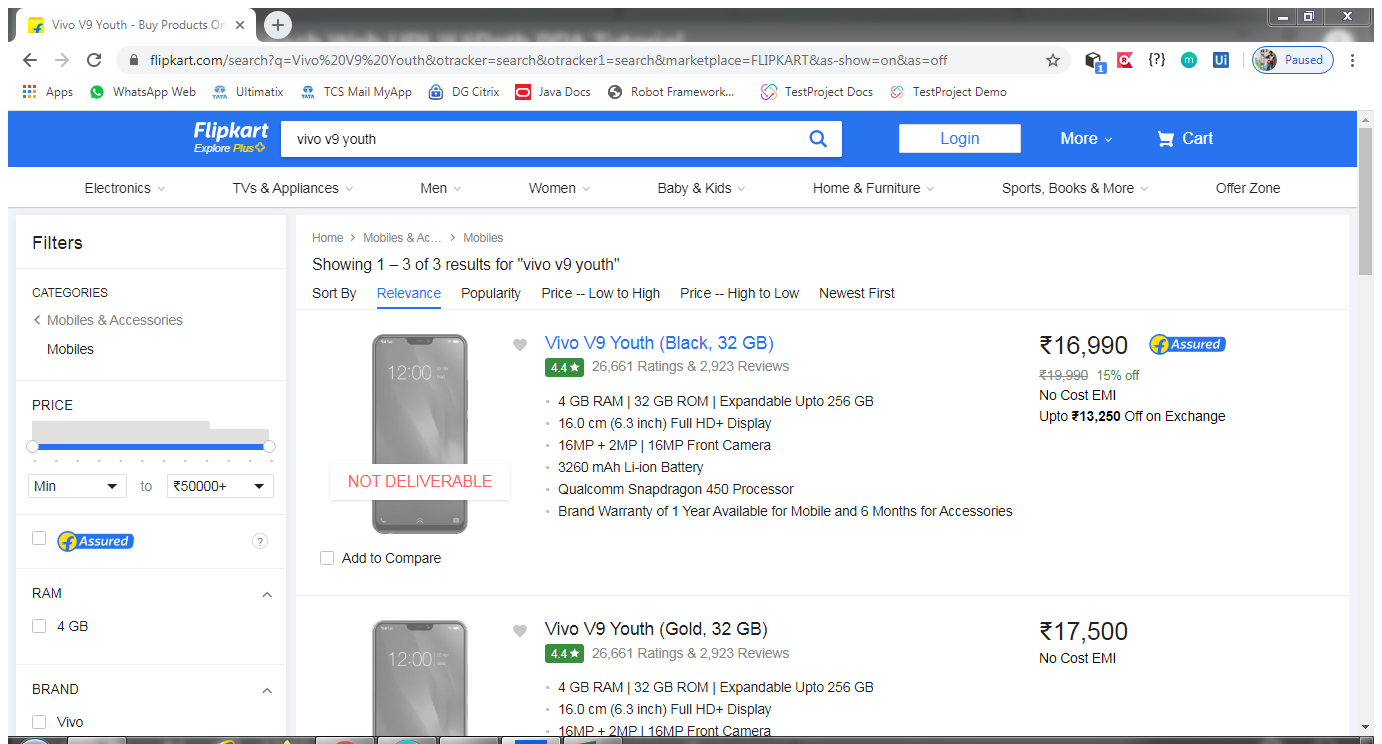 Vivo V9 Youth - Buy Products On
flipkart.com/search?q=Vivo%20V9%20Youth&otracker=search&otracker1=search&marketplace=FLIPKART&as-show=on&as=off
1
{?}
m
Ui
Paused
Apps
WhatsApp Web
TATA
Ultimatix
TATA
TCS Mail MyApp
DG Citrix
Java Docs
Robot Framework...
TestProject Docs
TestProject Demo
Flipkart
Explore Plus
vivo v9 youth
Login
More
Cart
Electronics
TVs & Appliances
Men
Women
Baby & Kids
Home & Furniture
Sports, Books & More
Offer Zone
Filters
CATEGORIES
Mobiles & Accessories
Mobiles
PRICE
Min
to
₹50000+
f Assured
?
RAM
4 GB
BRAND
Vivo
Home > Mobiles & Ac... > Mobiles
Showing 1 – 3 of 3 results for "vivo v9 youth"
Sort By Relevance Popularity Price -- Low to High Price -- High to Low Newest First
12:00
NOT DELIVERABLE
Add to Compare
Vivo V9 Youth (Black, 32 GB)
4.4★ 26,661 Ratings & 2,923 Reviews
4 GB RAM | 32 GB ROM | Expandable Upto 256 GB
16.0 cm (6.3 inch) Full HD+ Display
16MP + 2MP | 16MP Front Camera
3260 mAh Li-ion Battery
Qualcomm Snapdragon 450 Processor
Brand Warranty of 1 Year Available for Mobile and 6 Months for Accessories
₹16,990
f Assured
₹19,990 15% off
No Cost EMI
Upto ₹13,250 Off on Exchange
12:00
Vivo V9 Youth (Gold, 32 GB)
4.4★ 26,661 Ratings & 2,923 Reviews
4 GB RAM | 32 GB ROM | Expandable Upto 256 GB
16.0 cm (6.3 inch) Full HD+ Display
16MP + 2MP | 16MP Front Camera
₹17,500
No Cost EMI